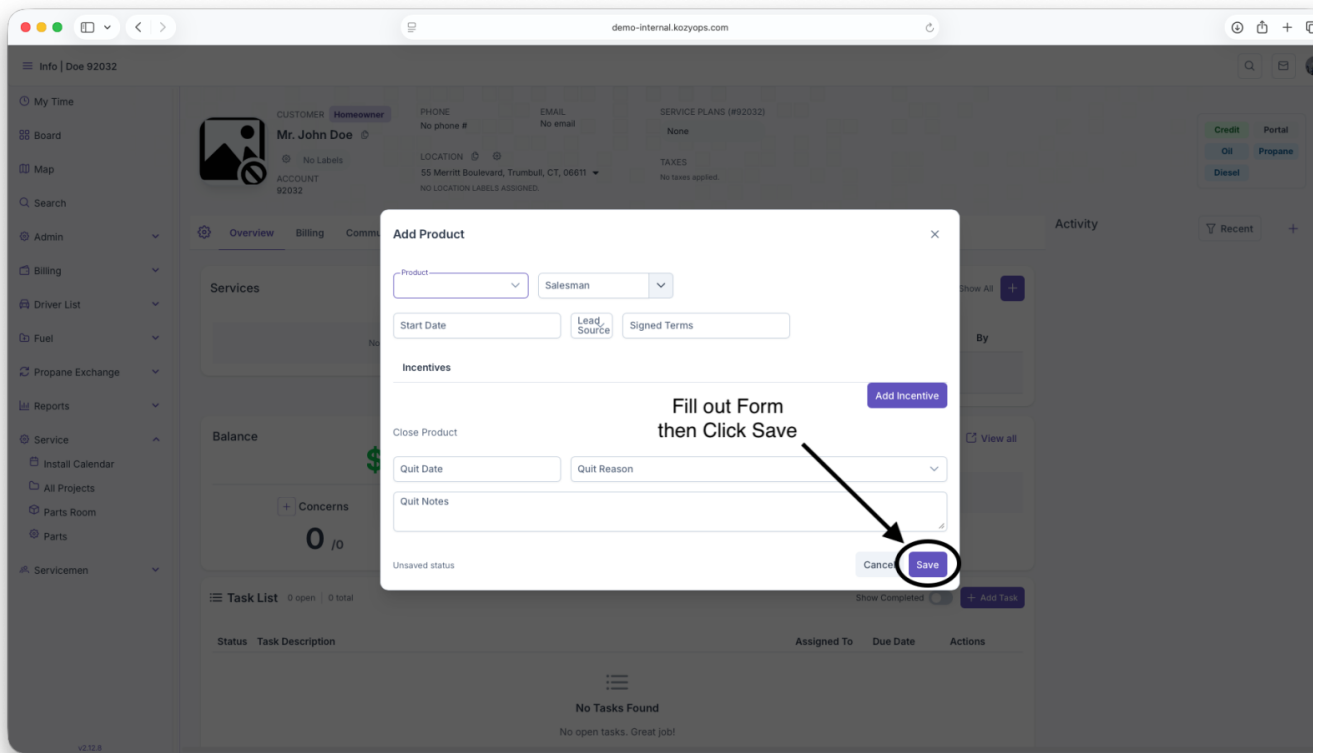 demo-internal.kozyops.com
Info | Doe 92032
My Time
Board
Map
Search
Admin
Billing
Driver List
Fuel
Propane Exchange
Reports
Service
Install Calendar
All Projects
Parts Room
Parts
Servicemen
v2.12.8
CUSTOMER Homeowner
Mr. John Doe
No Labels
ACCOUNT
92032
PHONE
No phone #
EMAIL
No email
LOCATION
55 Merritt Boulevard, Trumbull, CT, 06611
NO LOCATION LABELS ASSIGNED.
SERVICE PLANS (#92032)
None
TAXES
No taxes applied.
Credit Portal
Oil Propane
Diesel
Overview Billing Commu
Activity
Recent
Services
Show All
No
By
Add Product
Product
Salesman
Start Date
Lead Source
Signed Terms
Incentives
Add Incentive
Fill out Form
then Click Save
Close Product
Quit Date
Quit Reason
Quit Notes
Unsaved status
Cancel
Save
Balance
$
View all
Concerns
0 /0
Task List 0 open 0 total
Show Completed
Add Task
Status Task Description Assigned To Due Date Actions
No Tasks Found
No open tasks. Great job!